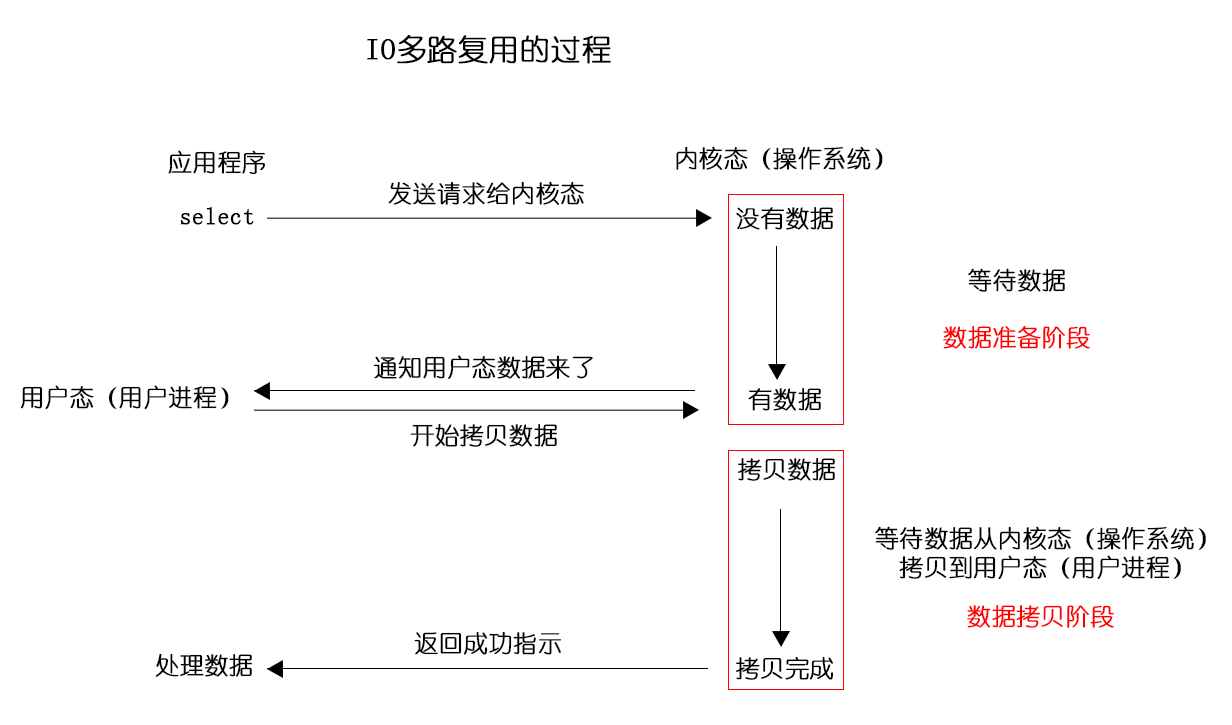 IO多路复用的过程
应用程序
内核态（操作系统）
发送请求给内核态
select
没有数据
等待数据
数据准备阶段
通知用户态数据来了
用户态（用户进程）
有数据
开始拷贝数据
拷贝数据
等待数据从内核态（操作系统）
拷贝到用户态（用户进程）
数据拷贝阶段
返回成功指示
处理数据
拷贝完成